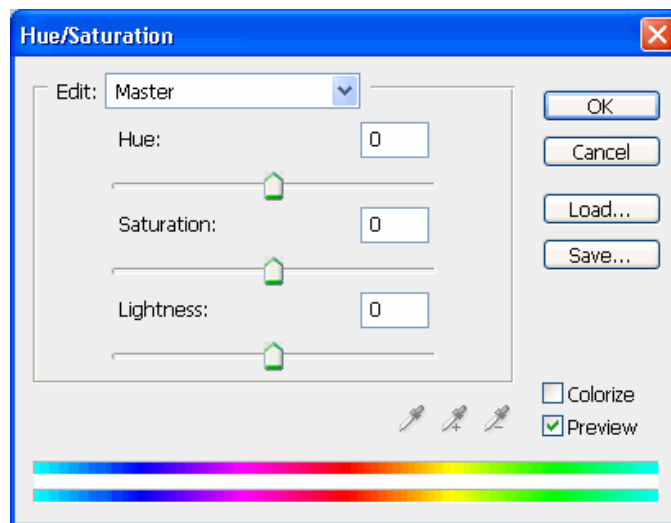 Hue/Saturation
Edit: Master
Hue: 0
Saturation: 0
Lightness: 0
OK
Cancel
Load...
Save...
Colorize
Preview